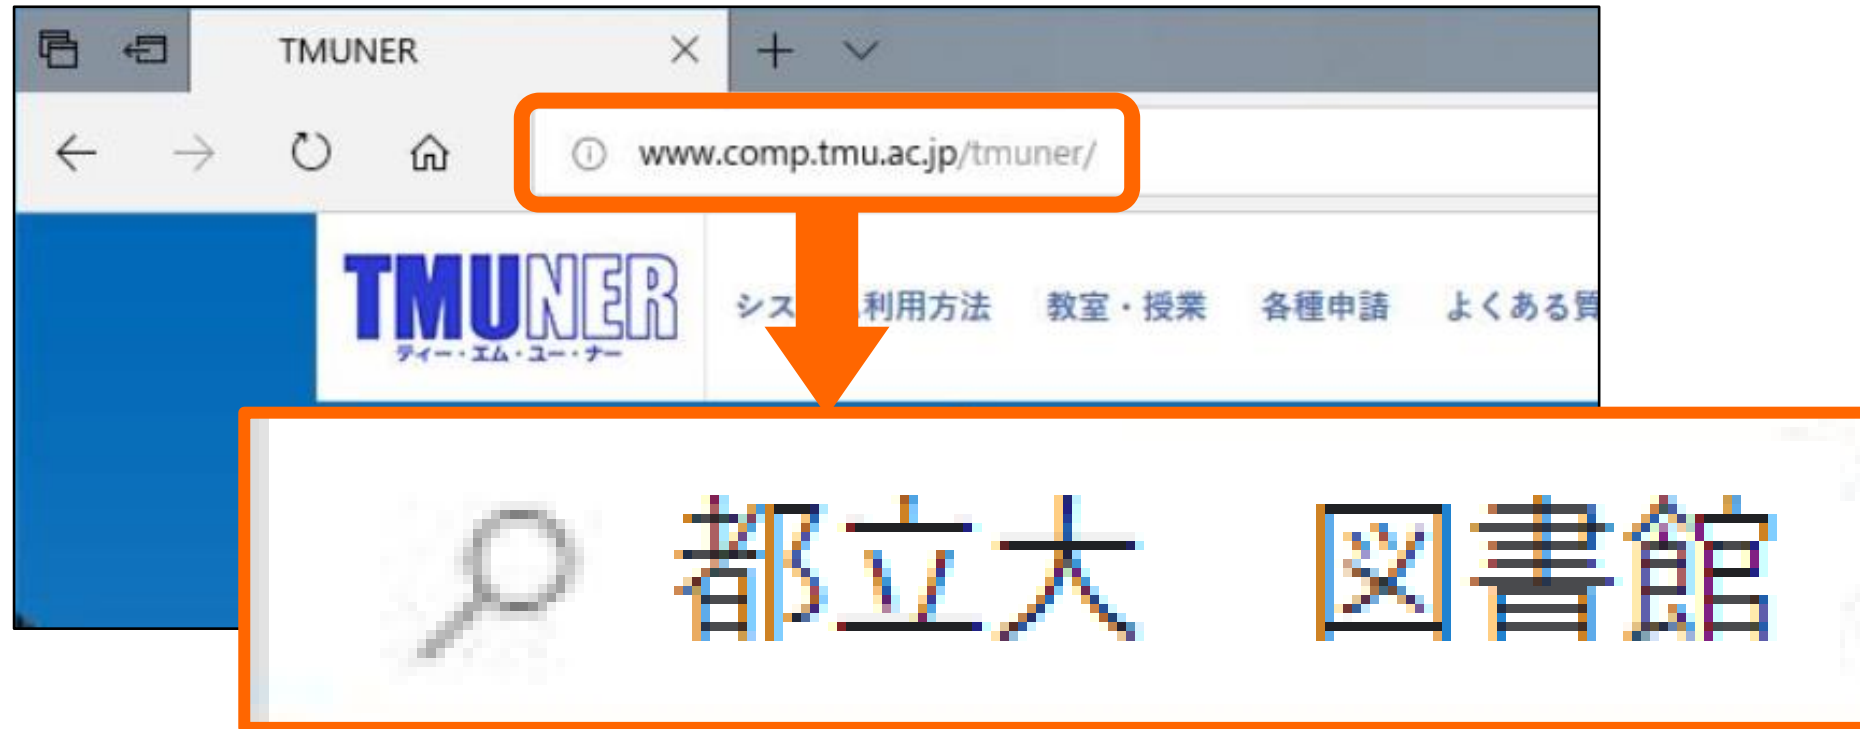 TMUNER
www.comp.tmu.ac.jp/tmuner/
TMUNER
ティー・エム・ユー・ナー
シス 利用方法 教室・授業 各種申請 よくある質
都立大 図書館